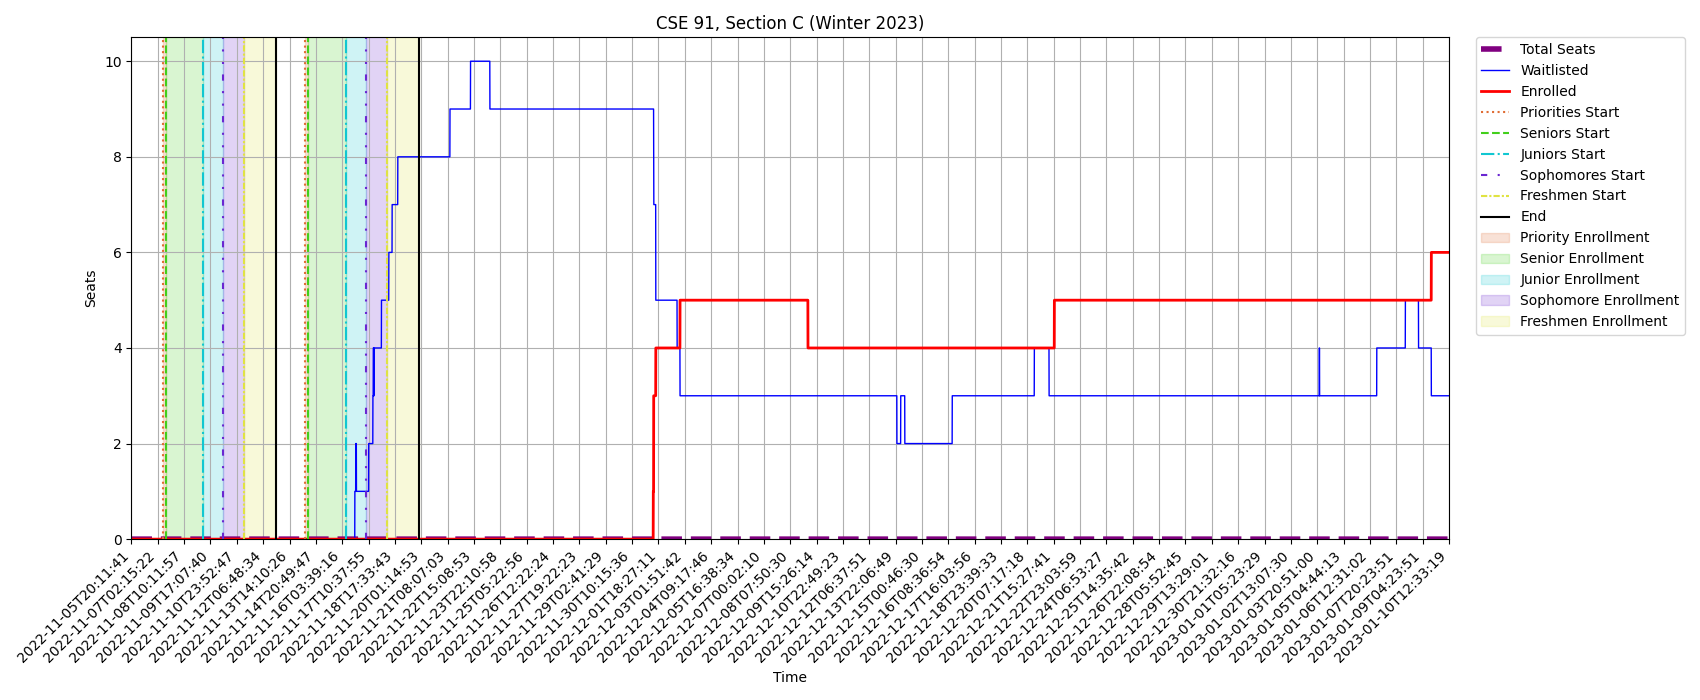 CSE 91, Section C (Winter 2023)
Seats
10
8
6
4
2
0
2022-11-05T20:11:41
2022-11-07T02:15:22
2022-11-08T10:11:57
2022-11-09T17:07:40
2022-11-10T23:52:47
2022-11-12T06:48:34
2022-11-13T14:10:26
2022-11-14T20:49:47
2022-11-16T03:39:16
2022-11-17T10:37:55
2022-11-18T17:33:43
2022-11-20T01:14:53
2022-11-21T08:07:03
2022-11-22T15:08:53
2022-11-25T22:10:58
2022-11-26T05:22:56
2022-11-26T12:22:24
2022-11-27T19:22:23
2022-11-29T02:41:29
2022-11-30T10:15:36
2022-12-01T18:27:11
2022-12-03T01:51:42
2022-12-04T09:17:46
2022-12-05T16:38:34
2022-12-07T00:02:10
2022-12-08T07:50:30
2022-12-09T15:26:14
2022-12-10T22:49:23
2022-12-12T06:37:51
2022-12-13T22:06:49
2022-12-15T00:46:30
2022-12-16T08:36:54
2022-12-17T16:03:56
2022-12-18T23:39:33
2022-12-20T07:17:18
2022-12-21T15:27:41
2022-12-22T23:03:59
2022-12-24T06:53:27
2022-12-25T14:35:42
2022-12-26T22:08:54
2022-12-28T05:52:45
2022-12-29T13:29:01
2022-12-30T21:32:16
2023-01-01T05:23:29
2023-01-02T13:07:30
2023-01-03T20:51:00
2023-01-05T04:44:13
2023-01-06T12:31:02
2023-01-07T20:23:51
2023-01-09T04:23:51
2023-01-10T12:33:19
Time
Total Seats
Waitlisted
Enrolled
Priorities Start
Seniors Start
Juniors Start
Sophomores Start
Freshmen Start
End
Priority Enrollment
Senior Enrollment
Junior Enrollment
Sophomore Enrollment
Freshmen Enrollment